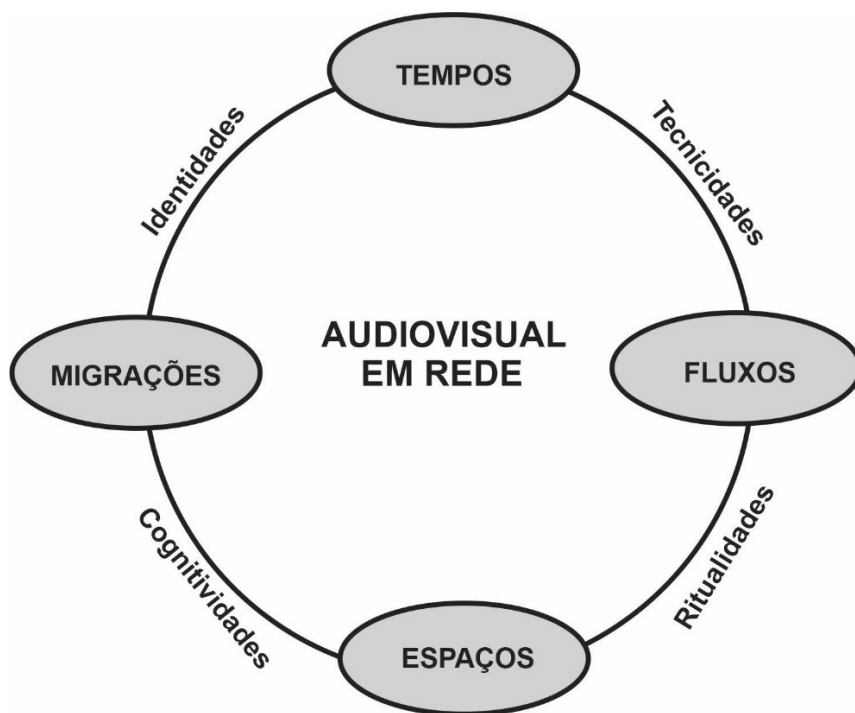 TEMPOS
Identidades
Tecnicidades
AUDIOVISUAL
EM REDE
MIGRAÇÕES
FLUXOS
Cognitividades
Ritualidades
ESPAÇOS